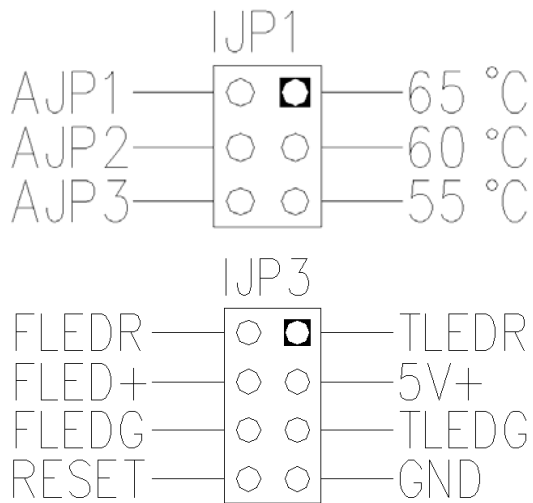 IJP1
AJP1 65°C
AJP2 60°C
AJP3 55°C
IJP3
FLEDR TLEDR
FLED+ 5V+
FLEDG TLEDG
RESET GND